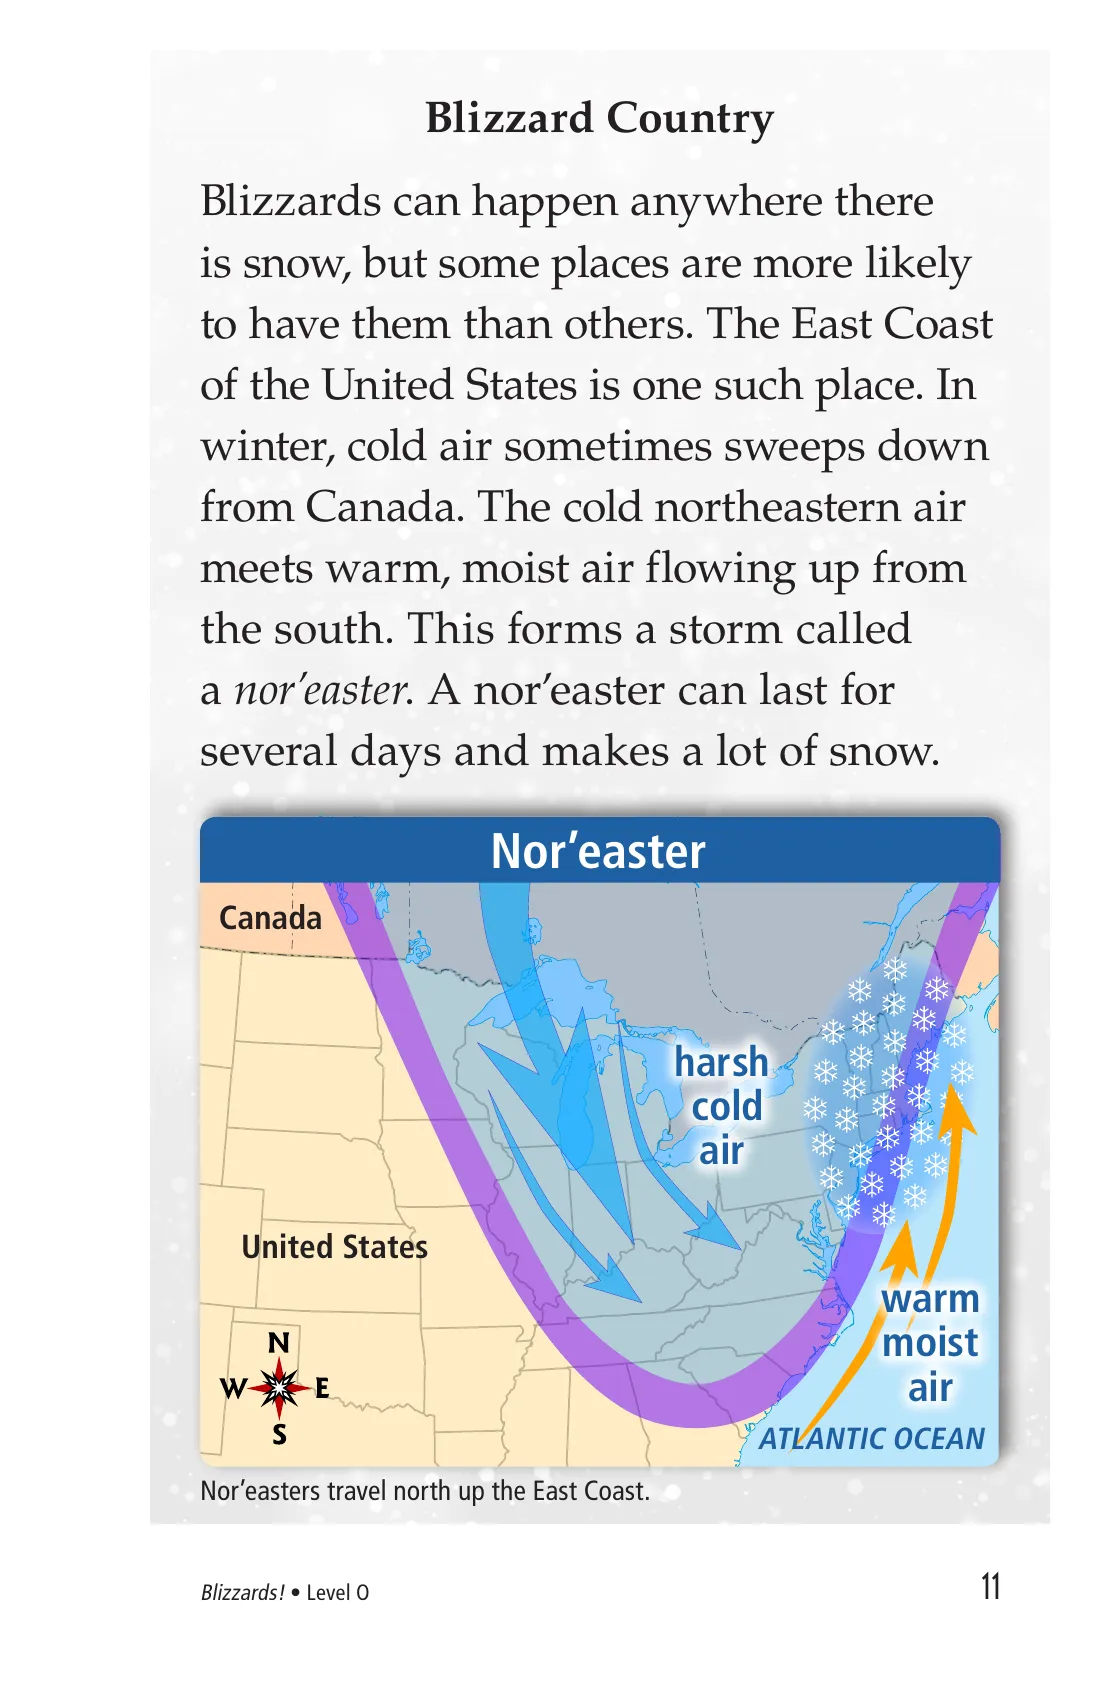 Blizzard Country
Blizzards can happen anywhere there
is snow, but some places are more likely
to have them than others. The East Coast
of the United States is one such place. In
winter, cold air sometimes sweeps down
from Canada. The cold northeastern air
meets warm, moist air flowing up from
the south. This forms a storm called
a nor’easter. A nor’easter can last for
several days and makes a lot of snow.
Nor’easter
Canada
harsh
cold
air
United States
warm
moist
air
N
W E
S
ATLANTIC OCEAN
Nor’easters travel north up the East Coast.
Blizzards! • Level O
11